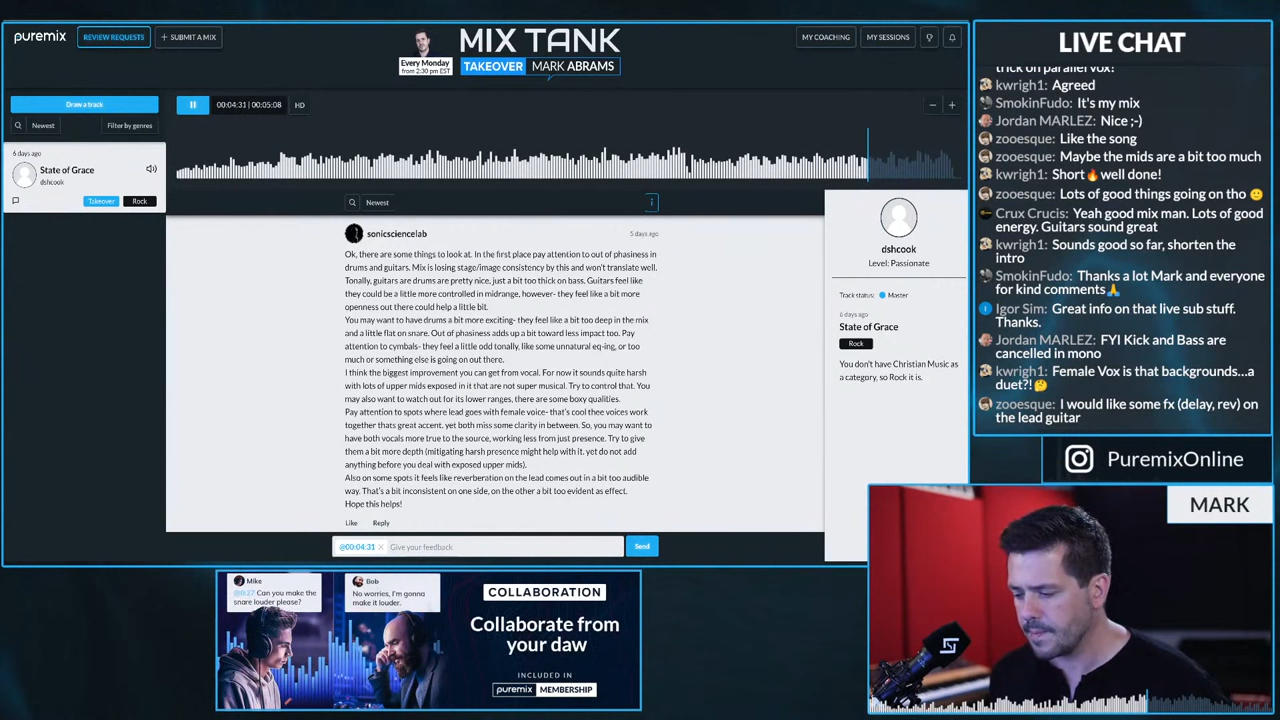 puremix
REVIEW REQUESTS
+ SUBMIT A MIX
Every Monday
from 2:30 pm EST
MIX TANK
TAKEOVER MARK ABRAMS
MY COACHING
MY SESSIONS
Draw a track
Newest
Filter by genres
6 days ago
State of Grace
dshcook
Takeover
Rock
00:04:31 | 00:05:08
HD
Newest
sonicsciencelab
5 days ago
Ok, there are some things to look at. In the first place pay attention to out of phasiness in
drums and guitars. Mix is losing stage/image consistency by this and won't translate well.
Tonally, guitars are drums are pretty nice, just a bit too thick on bass. Guitars feel like
they could be a little more controlled in midrange, however- they feel like a bit more
openness out there could help a little bit.
You may want to have drums a bit more exciting- they feel like a bit too deep in the mix
and a little flat on snare. Out of phasiness adds up a bit toward less impact too. Pay
attention to cymbals- they feel a little odd tonally, like some unnatural eq-ing, or too
much or something else is going on out there.
I think the biggest improvement you can get from vocal. For now it sounds quite harsh
with lots of upper mids exposed in it that are not super musical. Try to control that. You
may also want to watch out for its lower ranges, there are some boxy qualities.
Pay attention to spots where lead goes with female voice- that's cool thee voices work
together thats great accent. yet both miss some clarity in between. So, you may want to
have both vocals more true to the source, working less from just presence. Try to give
them a bit more depth (mitigating harsh presence might help with it. yet do not add
anything before you deal with exposed upper mids).
Also on some spots it feels like reverberation on the lead comes out in a bit too audible
way. That's a bit inconsistent on one side, on the other a bit too evident as effect.
Hope this helps!
Like
Reply
@00:04:31 ×
Give your feedback
Send
dshcook
Level: Passionate
Track status: Master
6 days ago
State of Grace
Rock
You don't have Christian Music as
a category, so Rock it is.
LIVE CHAT
trick on parallel vox!
kwrigh1: Agreed
SmokinFudo: It's my mix
Jordan MARLEZ: Nice ;-)
zooesque: Like the song
zooesque: Maybe the mids are a bit too much
kwrigh1: Short🔥well done!
zooesque: Lots of good things going on tho 🙂
Crux Crucis: Yeah good mix man. Lots of good
energy. Guitars sound great
kwrigh1: Sounds good so far, shorten the
intro
SmokinFudo: Thanks a lot Mark and everyone
for kind comments🙏
Igor Sim: Great info on that live sub stuff.
Thanks.
Jordan MARLEZ: FYI Kick and Bass are
cancelled in mono
kwrigh1: Female Vox is that backgrounds...a
duet?!🤔
zooesque: I would like some fx (delay, rev) on
the lead guitar
PuremixOnline
MARK
Mike
@0:27 Can you make the
snare louder please?
Bob
No worries, I'm gonna
make it louder.
COLLABORATION
Collaborate from
your daw
INCLUDED IN
puremix MEMBERSHIP